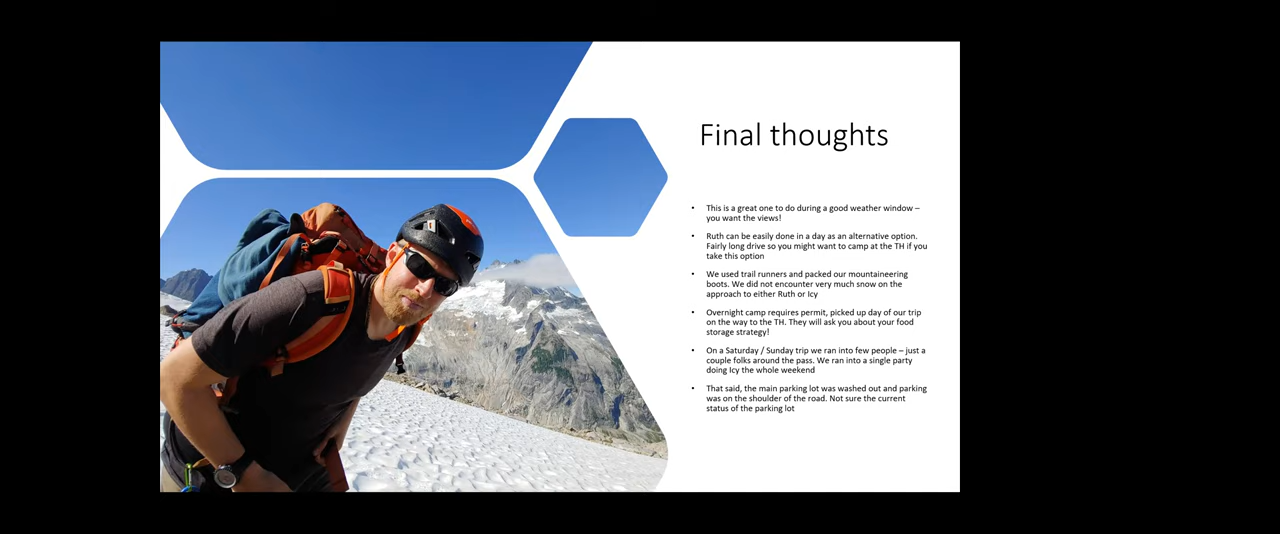 Final thoughts
• This is a great one to do during a good weather window –
you want the views!
• Ruth can be easily done in a day as an alternative option.
Fairly long drive so you might want to camp at the TH if you
take this option
• We used trail runners and packed our mountaineering
boots. We did not encounter very much snow on the
approach to either Ruth or Icy
• Overnight camp requires permit, picked up day of our trip
on the way to the TH. They will ask you about your food
storage strategy!
• On a Saturday / Sunday trip we ran into few people – just a
couple folks around the pass. We ran into a single party
doing Icy the whole weekend
• That said, the main parking lot was washed out and parking
was on the shoulder of the road. Not sure the current
status of the parking lot